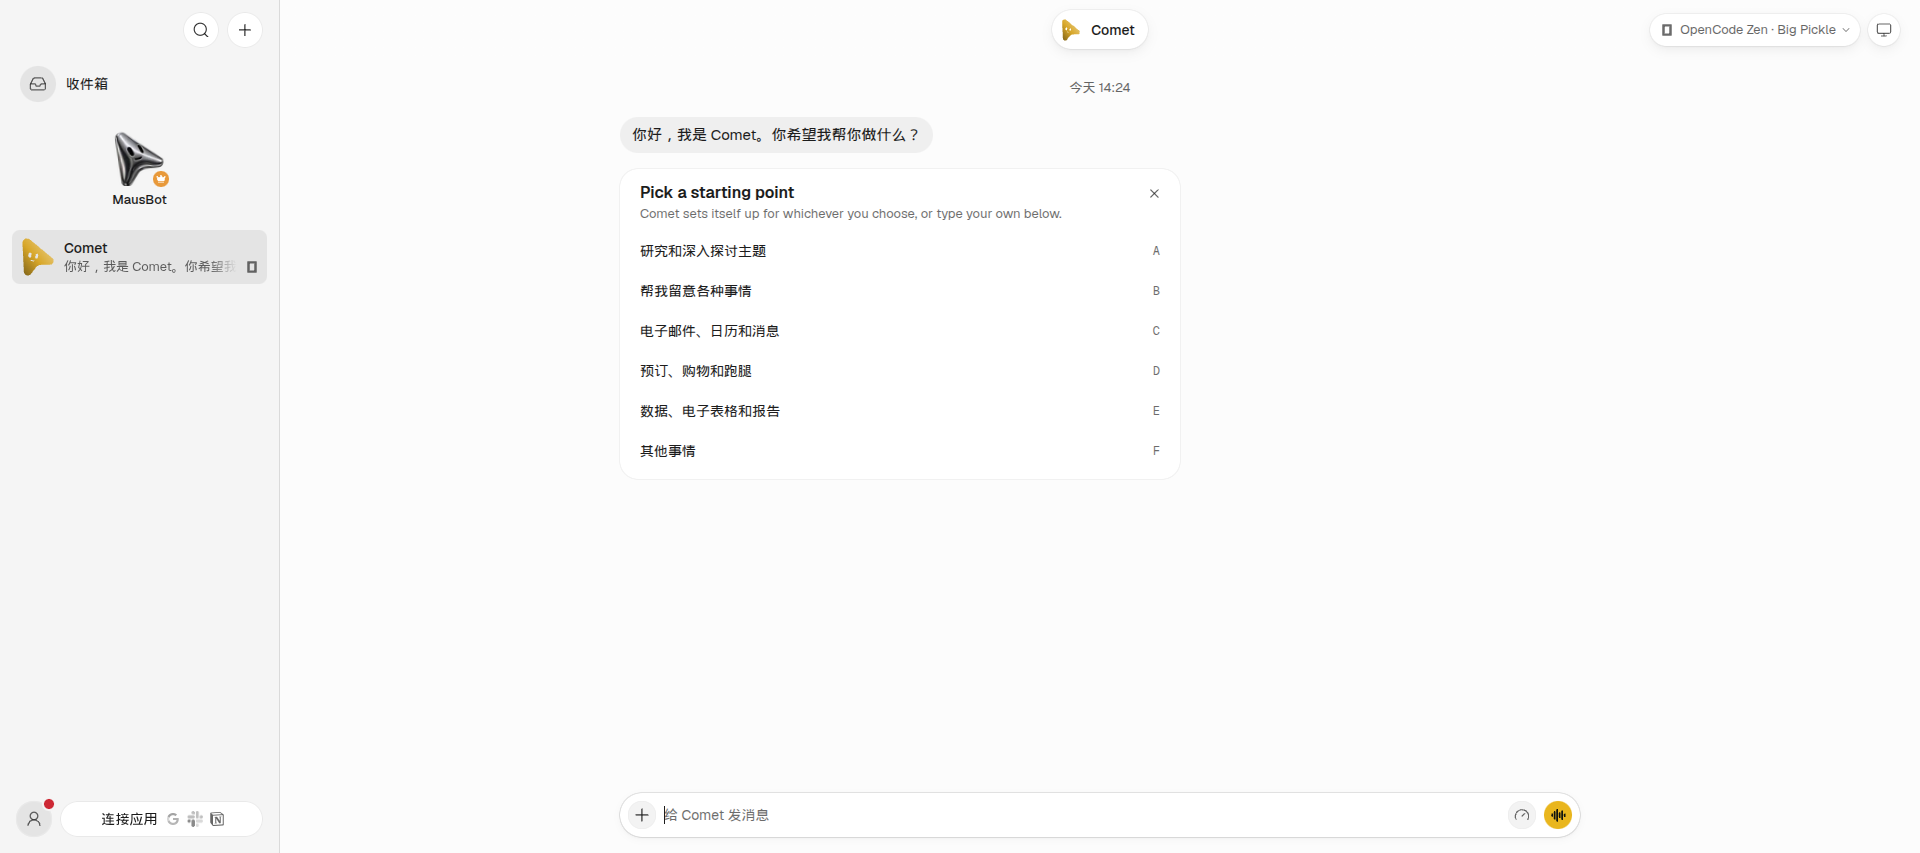 收件箱
MausBot
Comet
你好，我是 Comet。你希望我
连接应用
Comet
OpenCode Zen · Big Pickle
今天 14:24
你好，我是 Comet。你希望我帮你做什么？
Pick a starting point
Comet sets itself up for whichever you choose, or type your own below.
研究和深入探讨主题 A
帮我留意各种事情 B
电子邮件、日历和消息 C
预订、购物和跑腿 D
数据、电子表格和报告 E
其他事情 F
给 Comet 发消息